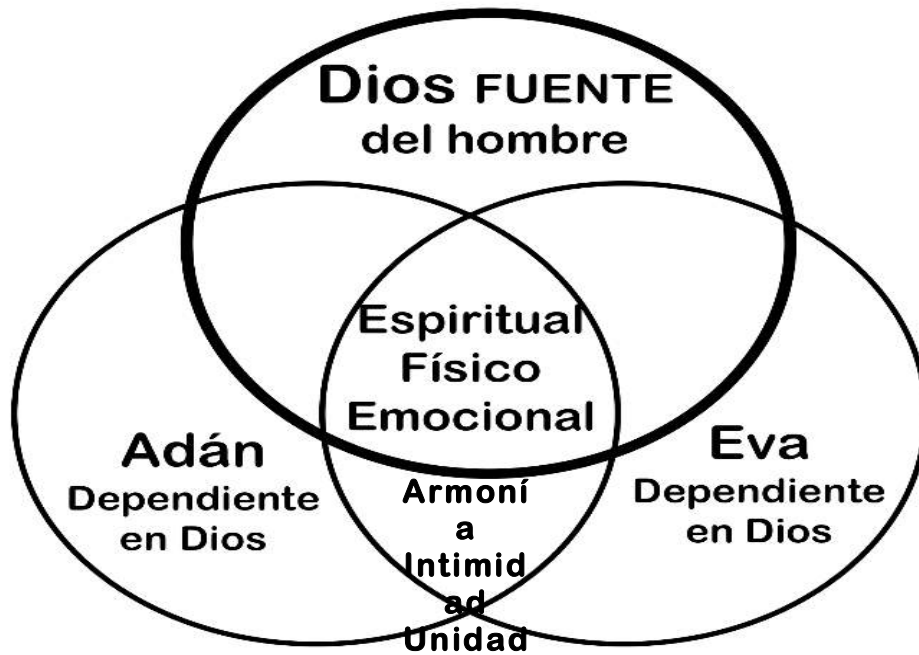 Dios FUENTE
del hombre
Espiritual
Físico
Emocional
Adán
Dependiente
en Dios
Eva
Dependiente
en Dios
Armoní
a
Intimid
ad
Unidad